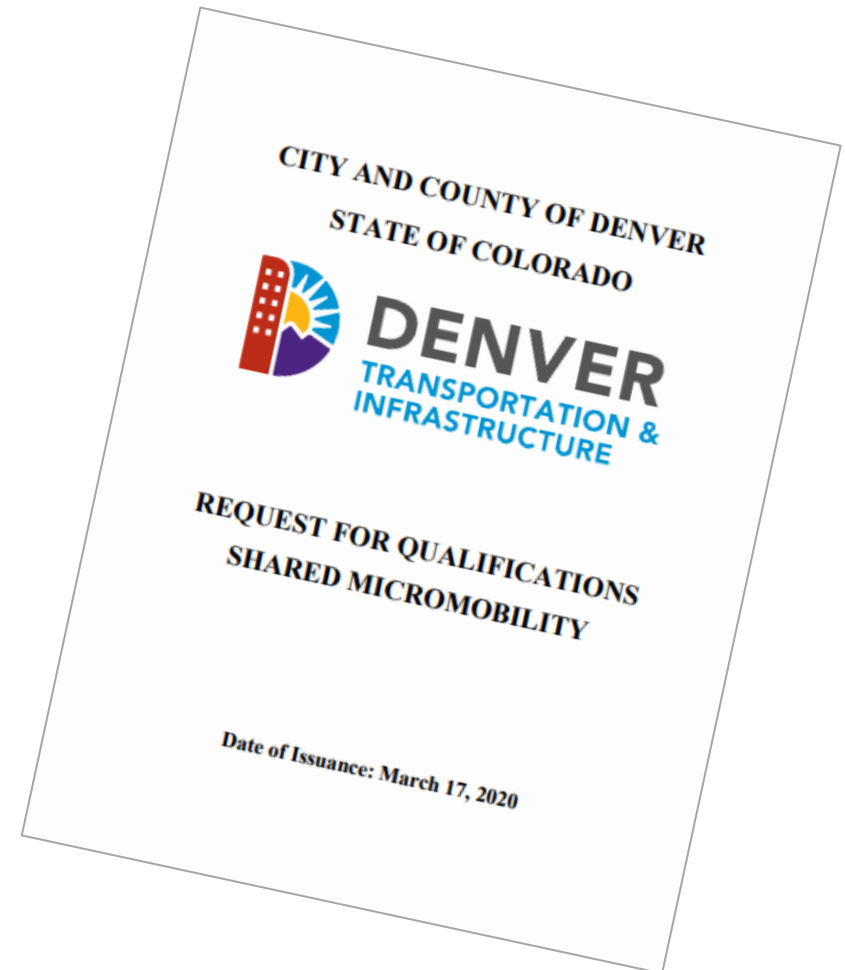 CITY AND COUNTY OF DENVER
STATE OF COLORADO
DENVER
TRANSPORTATION &
INFRASTRUCTURE
REQUEST FOR QUALIFICATIONS
SHARED MICROMOBILITY
Date of Issuance: March 17, 2020